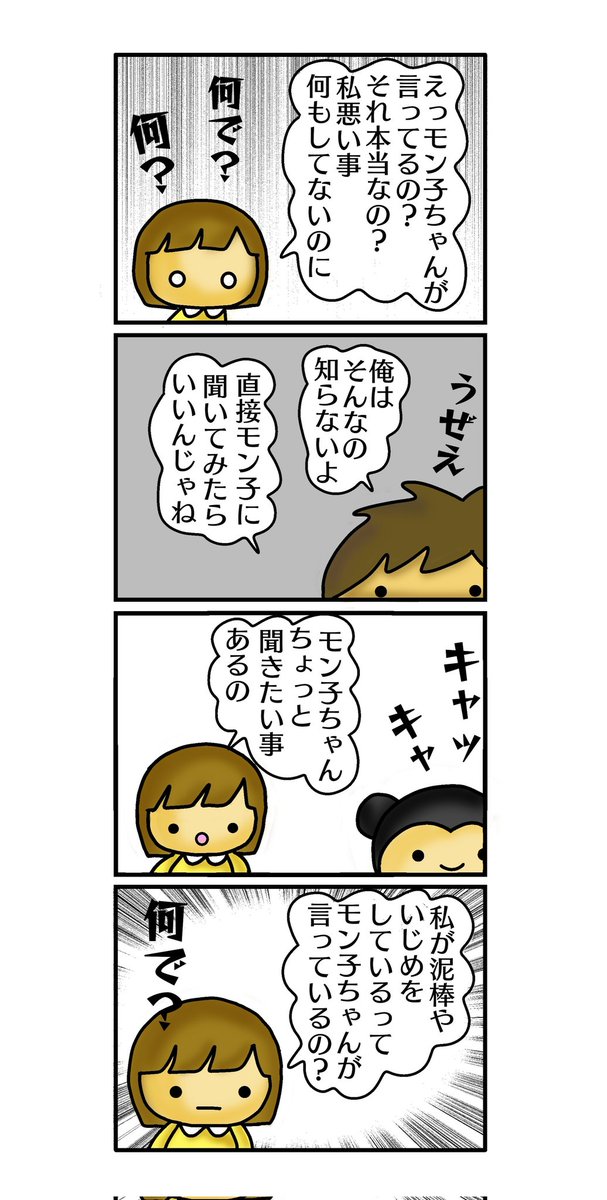 えっモン子ちゃんが
言ってるの?
それ本当なの?
私悪い事
何もしてないのに
何で?
何?
うぜえ
俺は
そんなの
知らないよ
直接モン子に
聞いてみたら
いいんじゃね
キャッ
キャ
モン子ちゃん
ちょっと
聞きたい事
あるの
私が泥棒や
いじめを
しているって
モン子ちゃんが
言っているの?
何で?